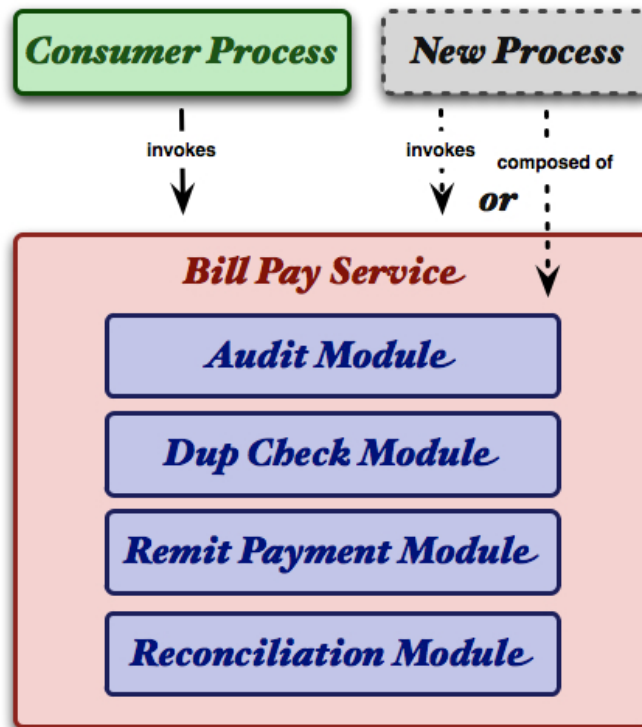 Consumer Process
New Process
invokes
invokes
composed of
or
Bill Pay Service
Audit Module
Dup Check Module
Remit Payment Module
Reconciliation Module